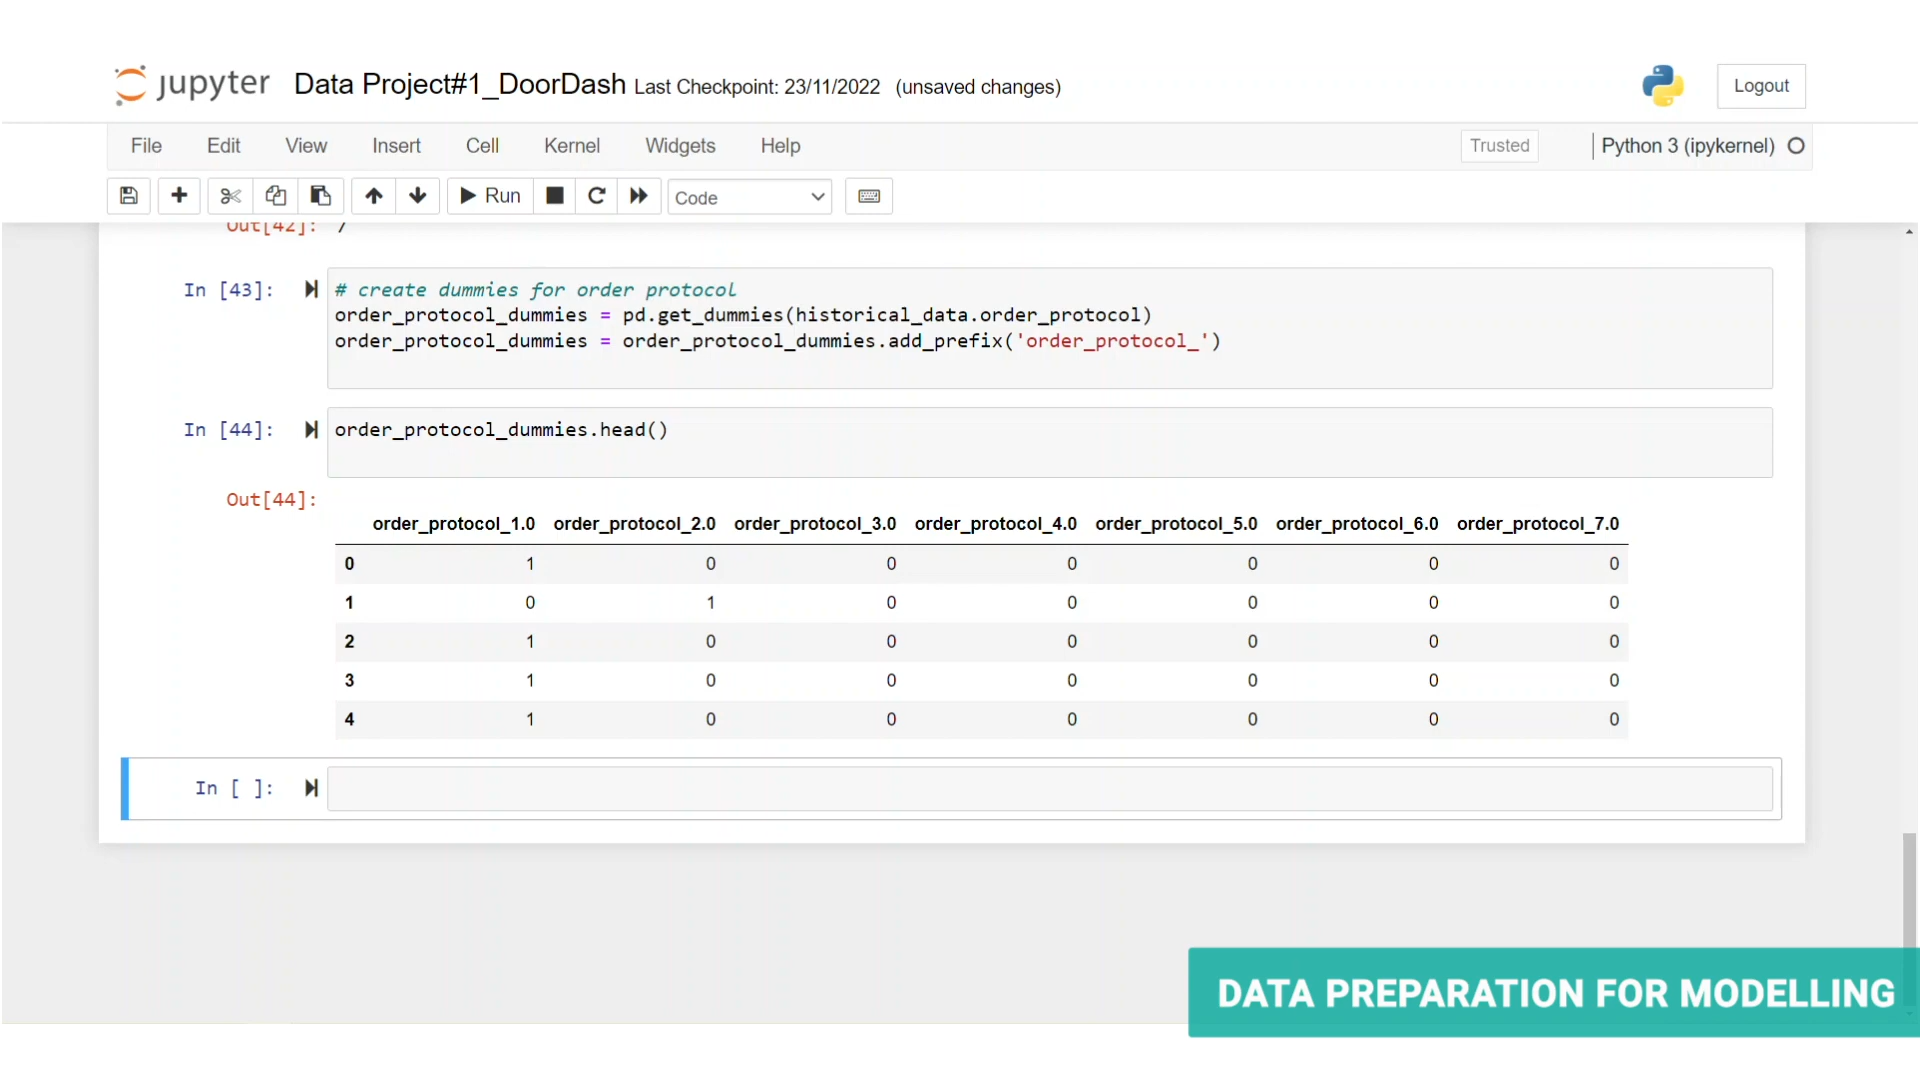 jupyter Data Project#1_DoorDash Last Checkpoint: 23/11/2022 (unsaved changes) Logout
File Edit View Insert Cell Kernel Widgets Help Trusted Python 3 (ipykernel)
Run Code
Out[42]: 7
In [43]: # create dummies for order protocol
order_protocol_dummies = pd.get_dummies(historical_data.order_protocol)
order_protocol_dummies = order_protocol_dummies.add_prefix('order_protocol_')
In [44]: order_protocol_dummies.head()
Out[44]:
order_protocol_1.0 order_protocol_2.0 order_protocol_3.0 order_protocol_4.0 order_protocol_5.0 order_protocol_6.0 order_protocol_7.0
0 1 0 0 0 0 0 0
1 0 1 0 0 0 0 0
2 1 0 0 0 0 0 0
3 1 0 0 0 0 0 0
4 1 0 0 0 0 0 0
In [ ]:
DATA PREPARATION FOR MODELLING